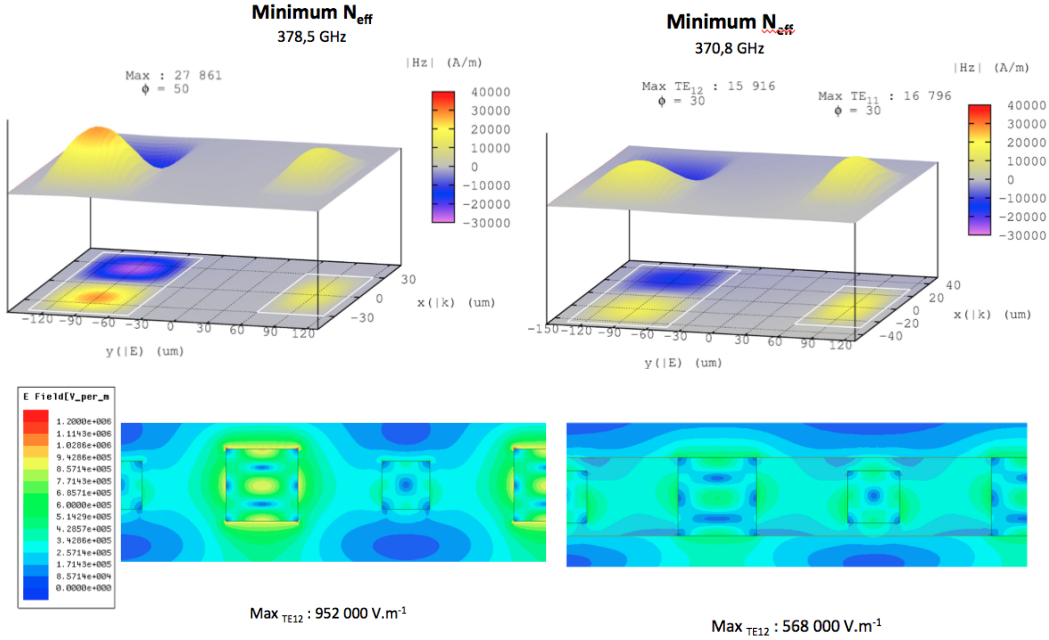 Minimum Neff
378,5 GHz
Max : 27 861
ϕ = 50
|Hz| (A/m)
40000
30000
20000
10000
0
−10000
−20000
−30000
−120 −90 −60 −30 0 30 60 90 120
y(|E) (um)
30
0
−30
x(|k) (um)
Minimum Neff
370,8 GHz
Max TE12 : 15 916
ϕ = 30
Max TE11 : 16 796
ϕ = 30
|Hz| (A/m)
40000
30000
20000
10000
0
−10000
−20000
−30000
−150 −120 −90 −60 −30 0 30 60 90 120
y(|E) (um)
40
20
0
−20
−40
x(|k) (um)
E Field[V_per_m
1.2000e+006
1.1143e+006
1.0286e+006
9.4286e+005
8.5714e+005
7.7143e+005
6.8571e+005
6.0000e+005
5.1429e+005
4.2857e+005
3.4286e+005
2.5714e+005
1.7143e+005
8.5714e+004
0.0000e+000
Max TE12 : 952 000 V.m-1
Max TE12 : 568 000 V.m-1